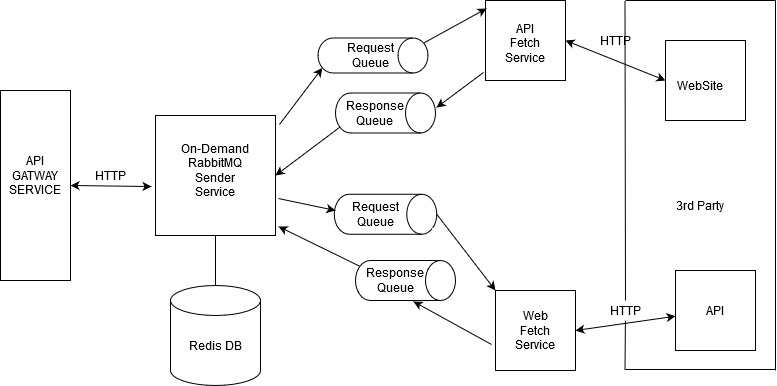 API
Fetch
Service
Request
Queue
HTTP
WebSite
Response
Queue
API
GATWAY
SERVICE
HTTP
On-Demand
RabbitMQ
Sender
Service
Request
Queue
3rd Party
Response
Queue
Web
Fetch
Service
HTTP
API
Redis DB